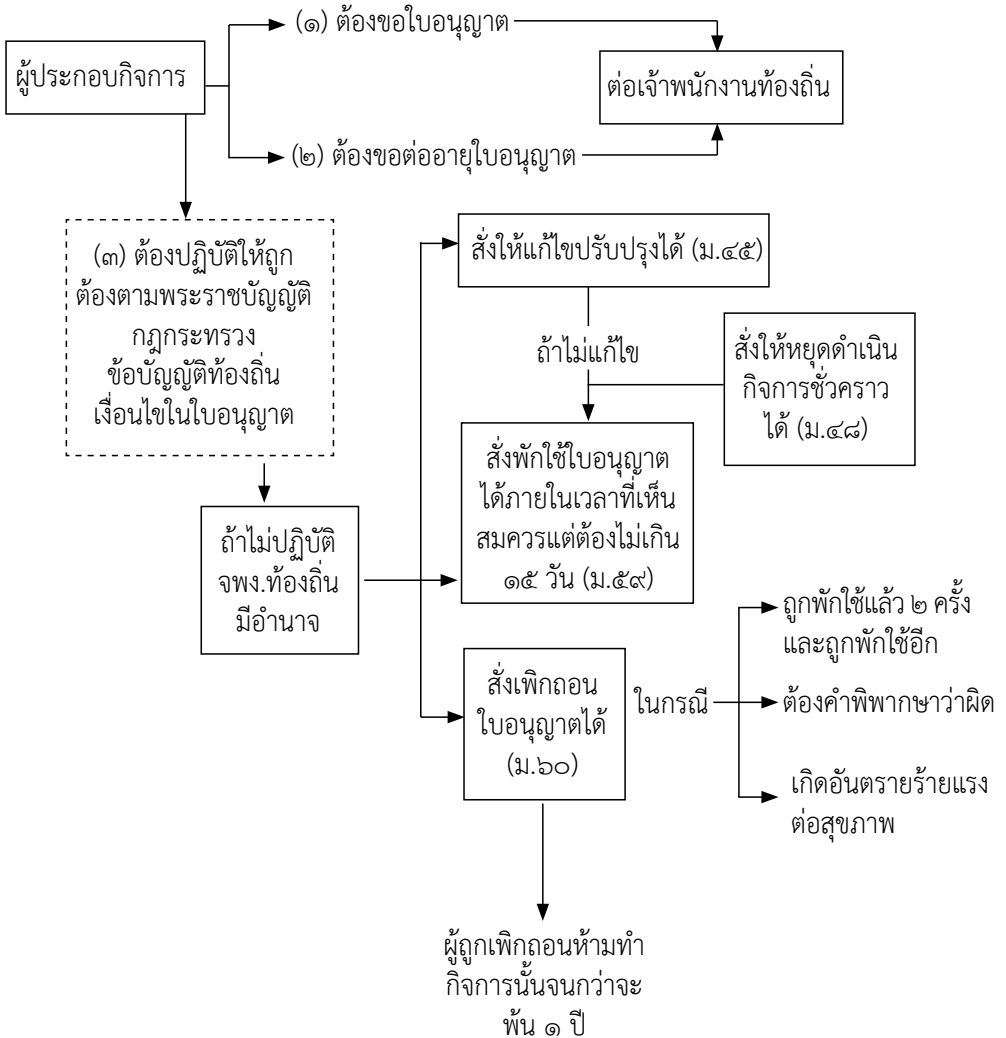 (๑) ต้องขอใบอนุญาต
ผู้ประกอบกิจการ
ต่อเจ้าพนักงานท้องถิ่น
(๒) ต้องขอต่ออายุใบอนุญาต
(๓) ต้องปฏิบัติให้ถูก
ต้องตามพระราชบัญญัติ
กฎกระทรวง
ข้อบัญญัติท้องถิ่น
เงื่อนไขในใบอนุญาต
สั่งให้แก้ไขปรับปรุงได้ (ม.๔๕)
ถ้าไม่แก้ไข
สั่งให้หยุดดำเนิน
กิจการชั่วคราว
ได้ (ม.๔๘)
สั่งพักใช้ใบอนุญาต
ได้ภายในเวลาที่เห็น
สมควรแต่ต้องไม่เกิน
๑๕ วัน (ม.๕๙)
ถ้าไม่ปฏิบัติ
จพง.ท้องถิ่น
มีอำนาจ
สั่งเพิกถอน
ใบอนุญาตได้
(ม.๖๐)
ในกรณี
ถูกพักใช้แล้ว ๒ ครั้ง
และถูกพักใช้อีก
ต้องคำพิพากษาว่าผิด
เกิดอันตรายร้ายแรง
ต่อสุขภาพ
ผู้ถูกเพิกถอนห้ามทำ
กิจการนั้นจนกว่าจะ
พ้น ๑ ปี